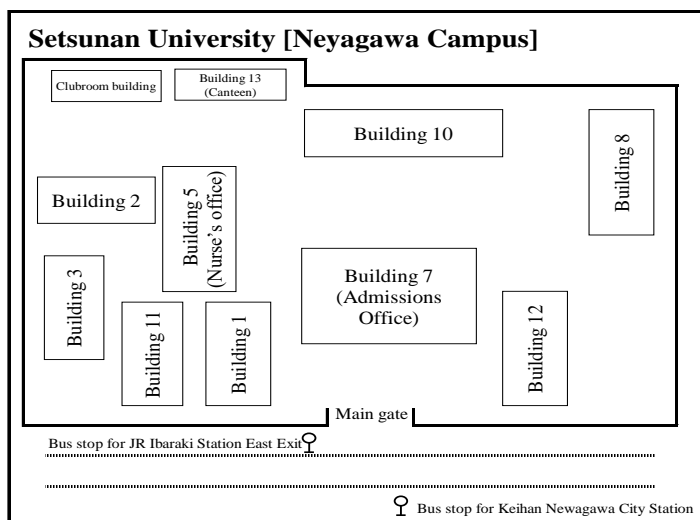 Setsunan University [Neyagawa Campus]
Clubroom building
Building 13
(Canteen)
Building 10
Building 8
Building 2
Building 5
(Nurse's office)
Building 3
Building 7
(Admissions
Office)
Building 11
Building 1
Building 12
Main gate
Bus stop for JR Ibaraki Station East Exit
Bus stop for Keihan Newagawa City Station